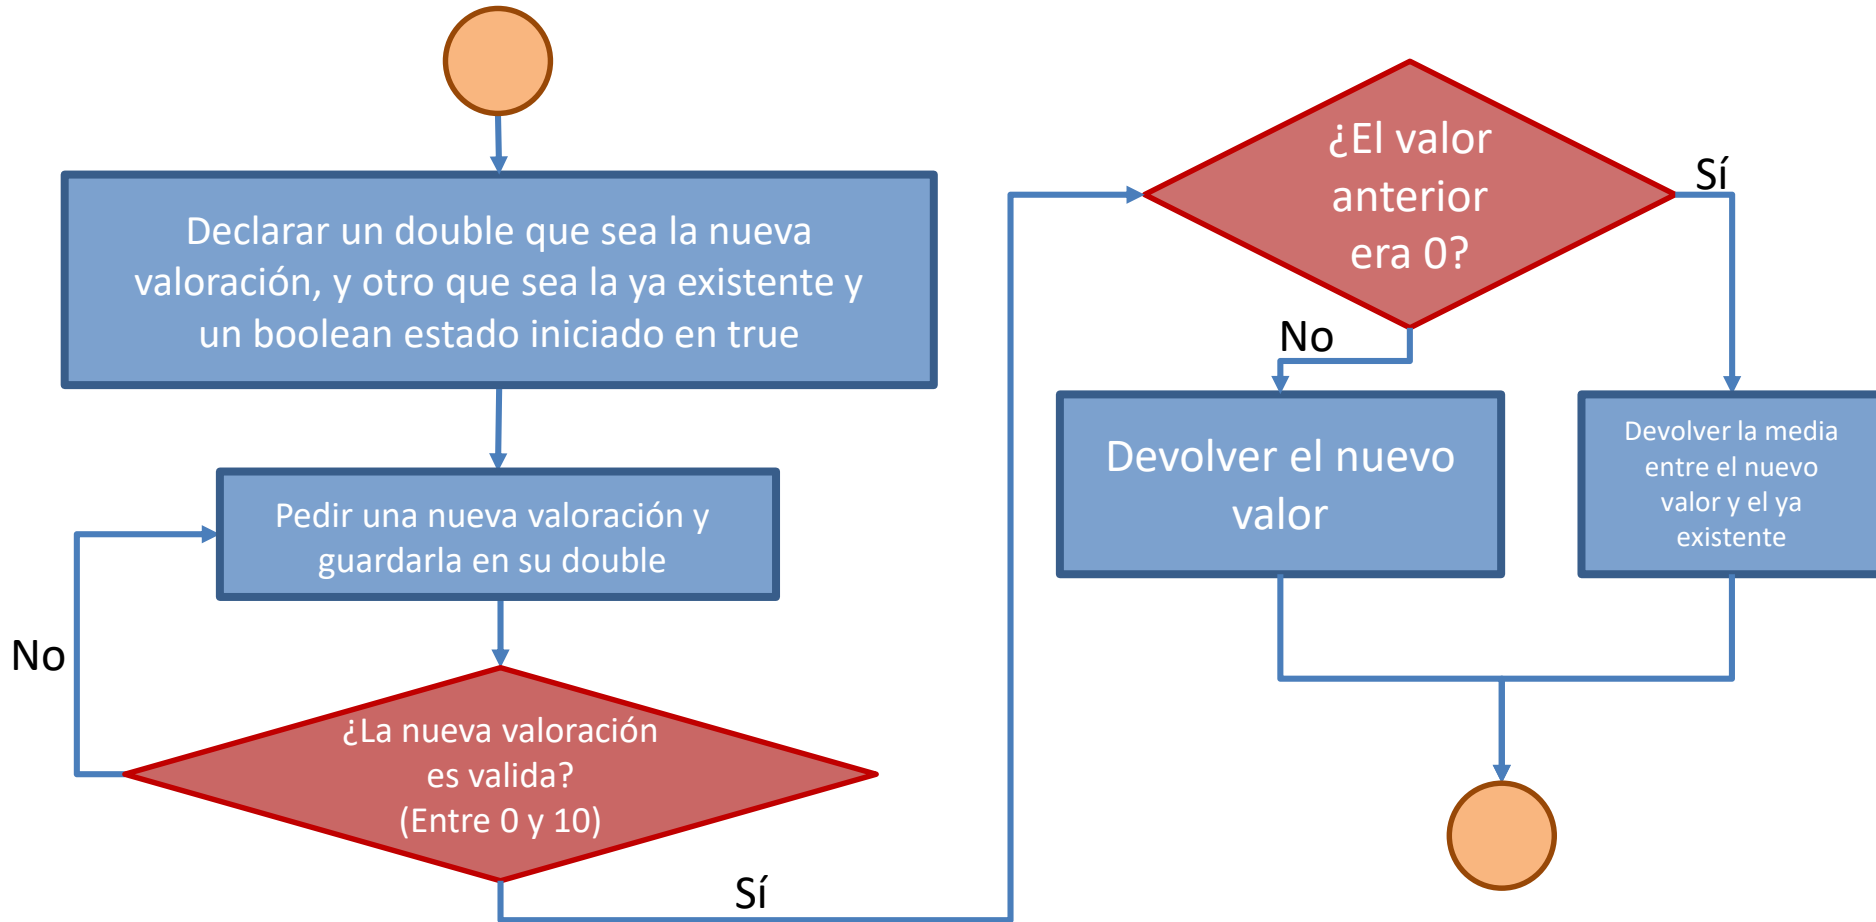 Declarar un double que sea la nueva
valoración, y otro que sea la ya existente y
un boolean estado iniciado en true
Pedir una nueva valoración y
guardarla en su double
No
¿La nueva valoración
es valida?
(Entre 0 y 10)
Sí
¿El valor
anterior
era 0?
Sí
No
Devolver el nuevo
valor
Devolver la media
entre el nuevo
valor y el ya
existente